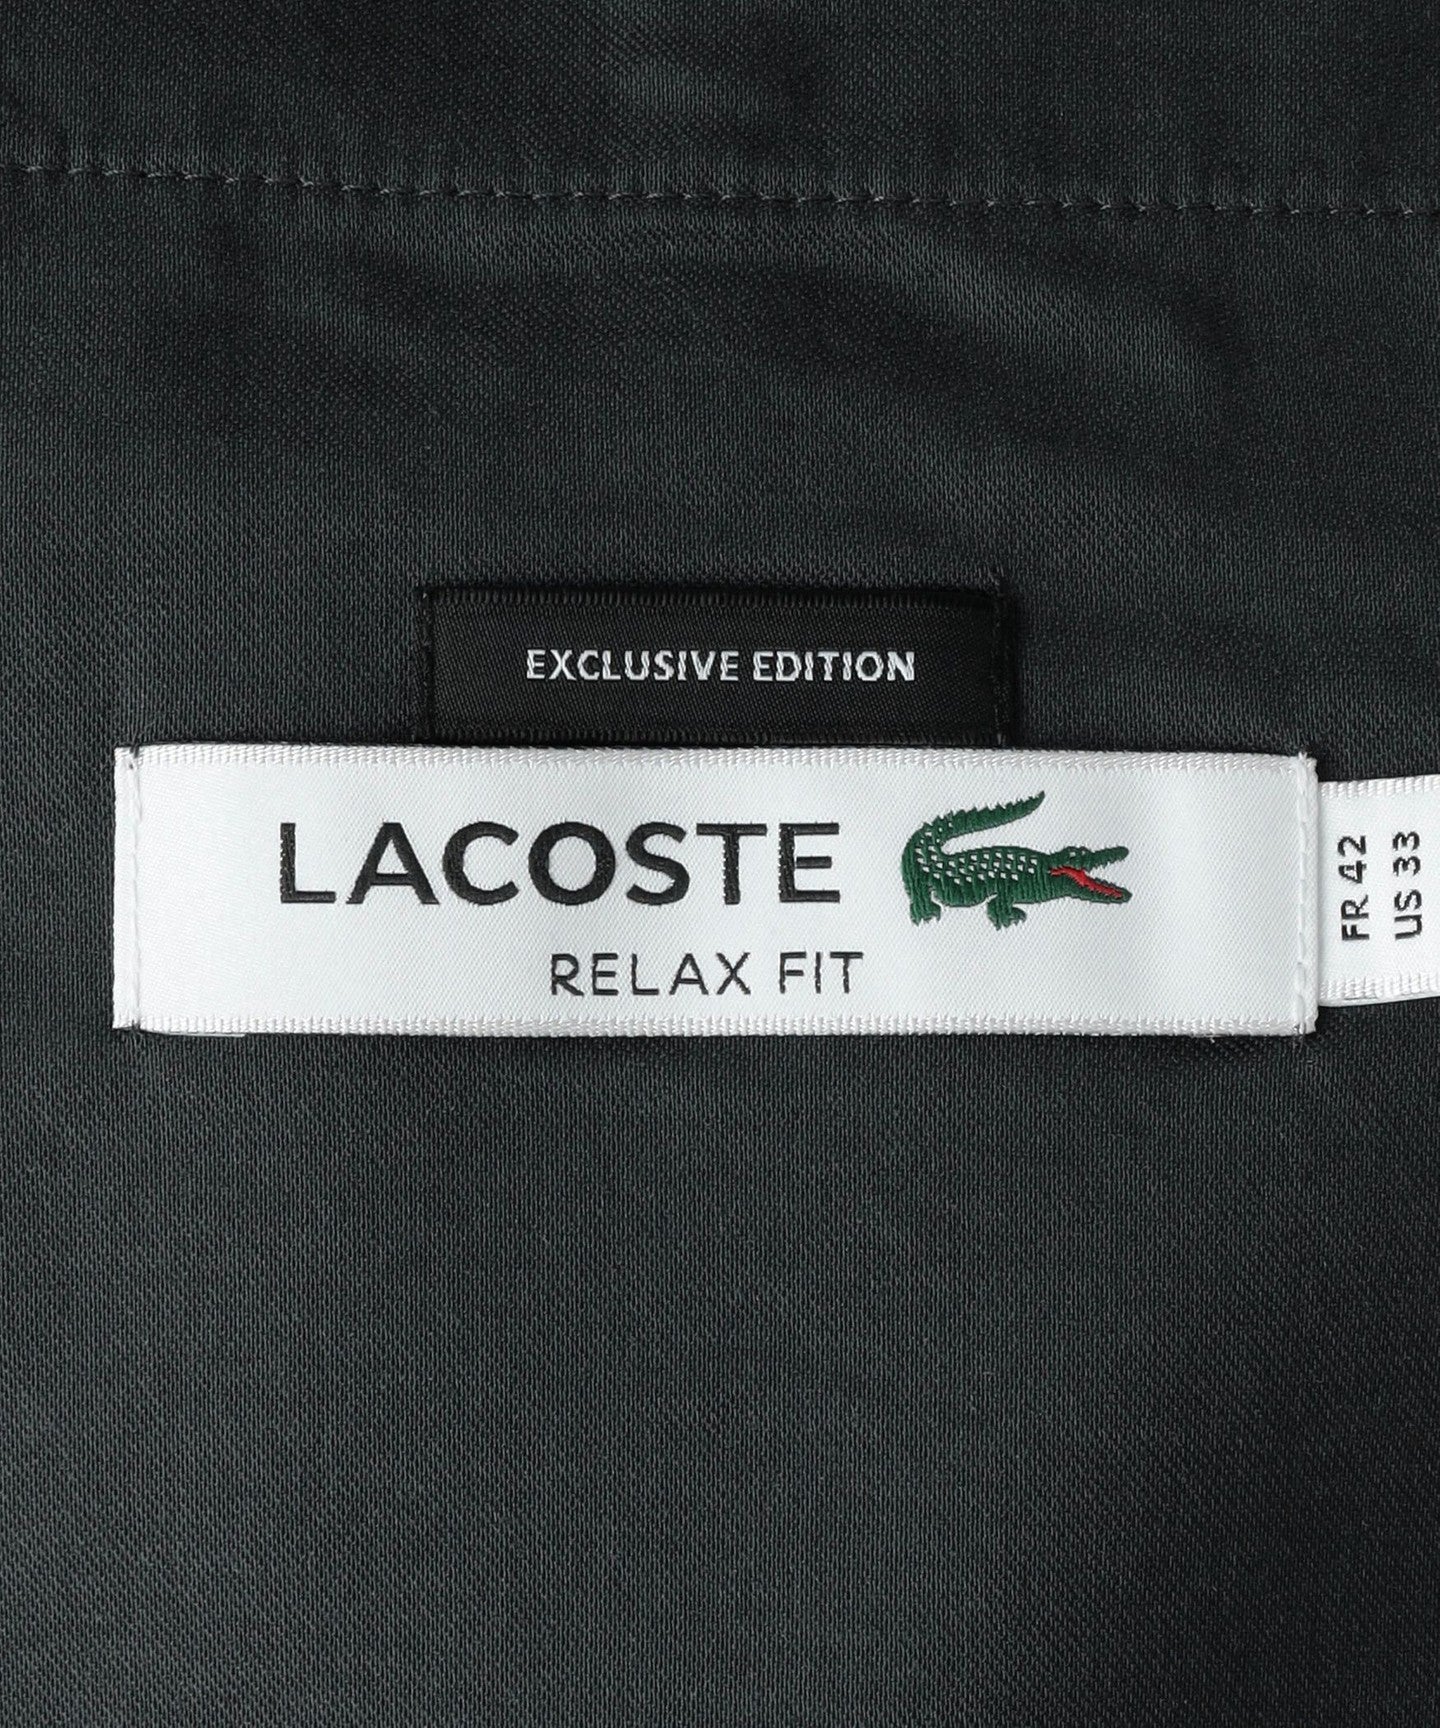 EXCLUSIVE EDITION
LACOSTE
RELAX FIT
FR 42
US 33